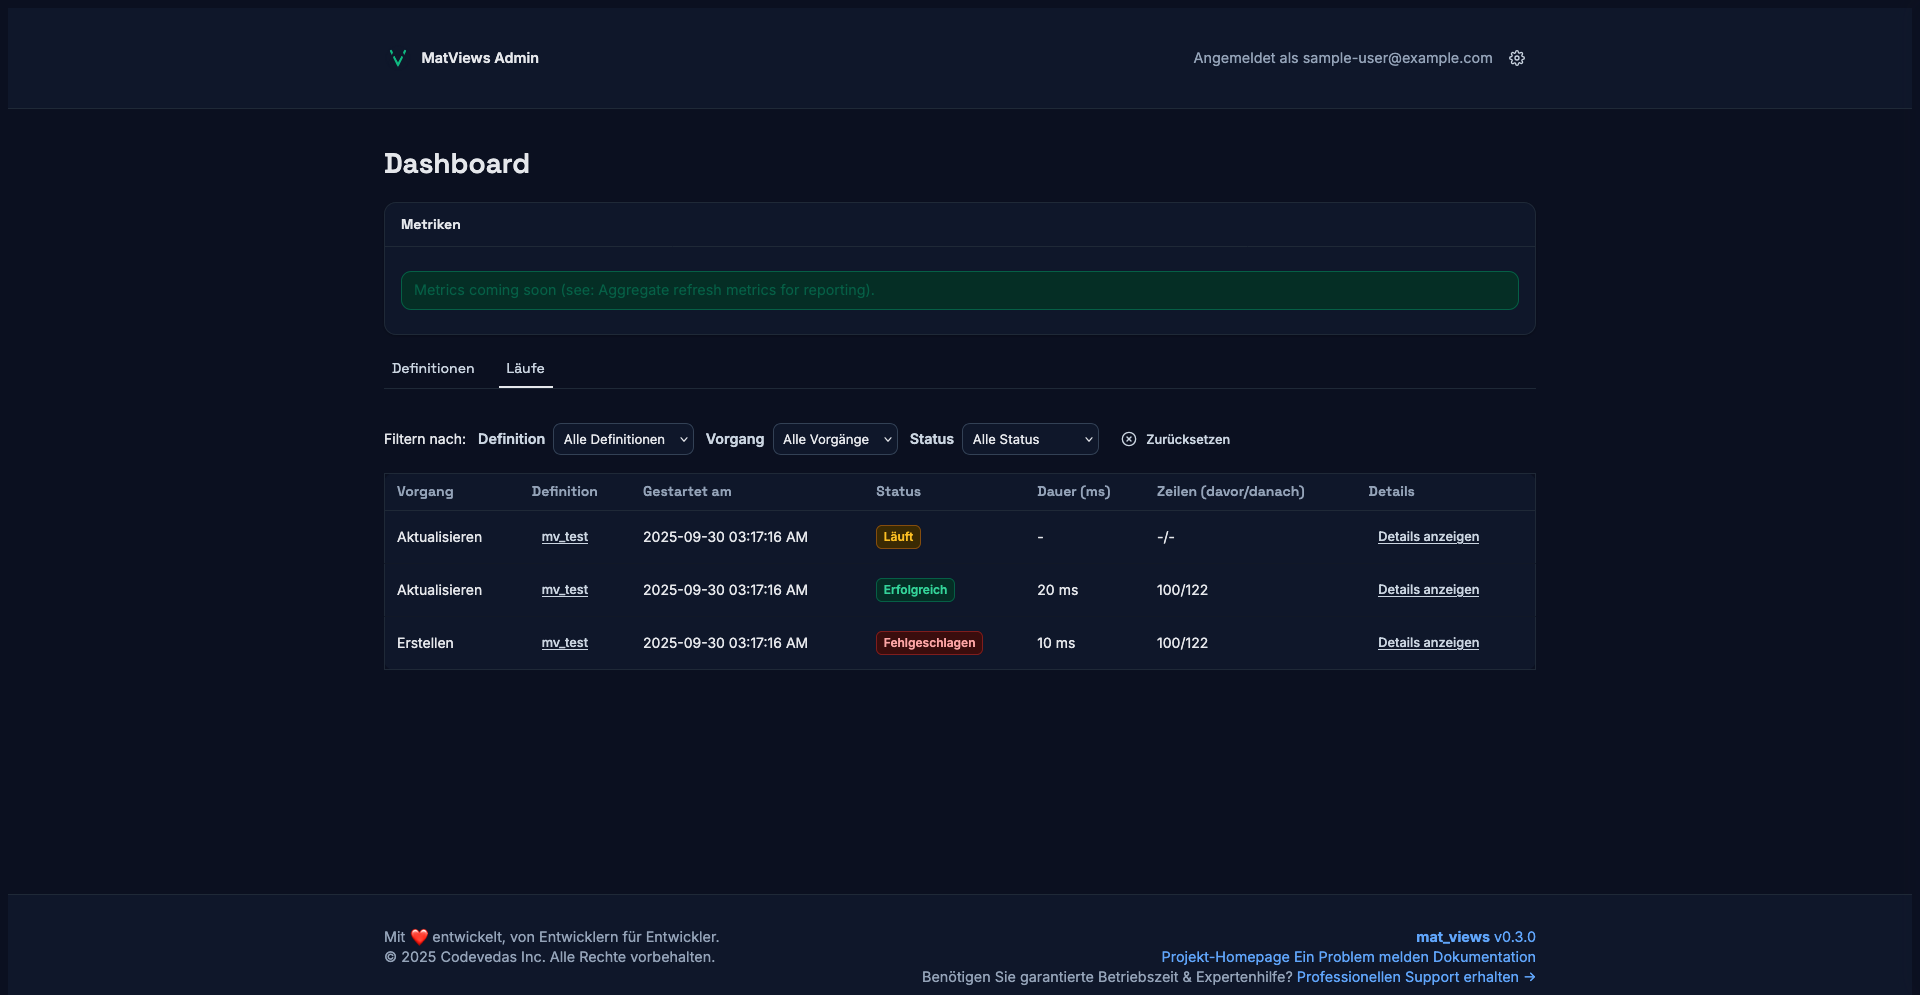 MatViews Admin
Angemeldet als sample-user@example.com
Dashboard
Metriken
Metrics coming soon (see: Aggregate refresh metrics for reporting).
Definitionen Läufe
Filtern nach: Definition Alle Definitionen Vorgang Alle Vorgänge Status Alle Status Zurücksetzen
Vorgang Definition Gestartet am Status Dauer (ms) Zeilen (davor/danach) Details
Aktualisieren mv_test 2025-09-30 03:17:16 AM Läuft - -/- Details anzeigen
Aktualisieren mv_test 2025-09-30 03:17:16 AM Erfolgreich 20 ms 100/122 Details anzeigen
Erstellen mv_test 2025-09-30 03:17:16 AM Fehlgeschlagen 10 ms 100/122 Details anzeigen
Mit ❤️ entwickelt, von Entwicklern für Entwickler.
© 2025 Codevedas Inc. Alle Rechte vorbehalten.
mat_views v0.3.0
Projekt-Homepage Ein Problem melden Dokumentation
Benötigen Sie garantierte Betriebszeit & Expertenhilfe? Professionellen Support erhalten →